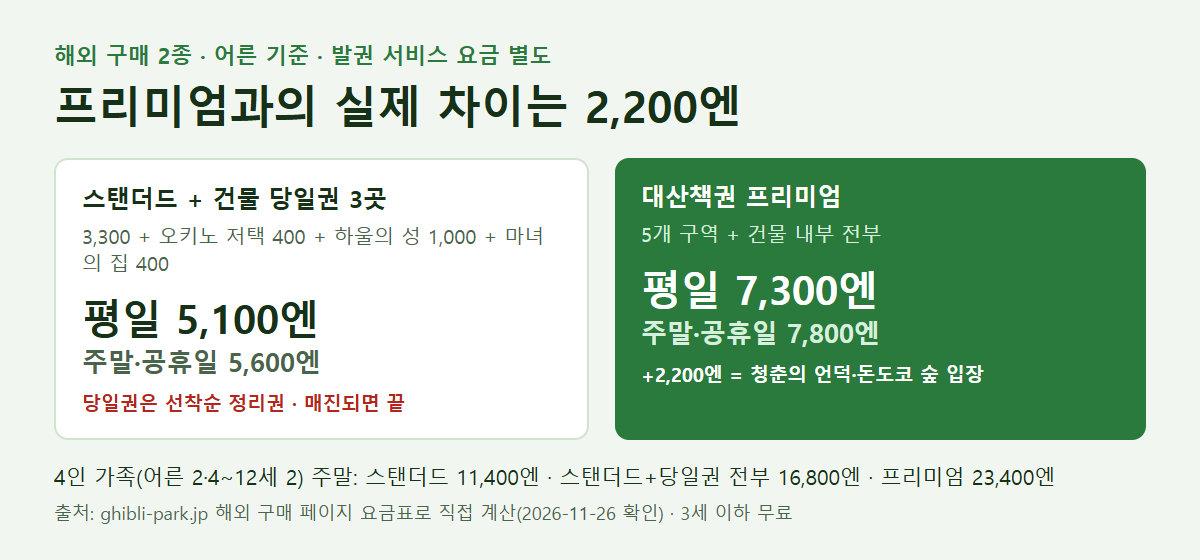 해외 구매 2종 · 어른 기준 · 발권 서비스 요금 별도
프리미엄과의 실제 차이는 2,200엔
스탠더드 + 건물 당일권 3곳
3,300 + 오키노 저택 400 + 하울의 성 1,000 + 마녀
의 집 400
평일 5,100엔
주말·공휴일 5,600엔
당일권은 선착순 정리권 · 매진되면 끝
대산책권 프리미엄
5개 구역 + 건물 내부 전부
평일 7,300엔
주말·공휴일 7,800엔
+2,200엔 = 청춘의 언덕·돈도코 숲 입장
4인 가족(어른 2·4~12세 2) 주말: 스탠더드 11,400엔 · 스탠더드+당일권 전부 16,800엔 · 프리미엄 23,400엔
출처: ghibli-park.jp 해외 구매 페이지 요금표로 직접 계산(2026-11-26 확인) · 3세 이하 무료